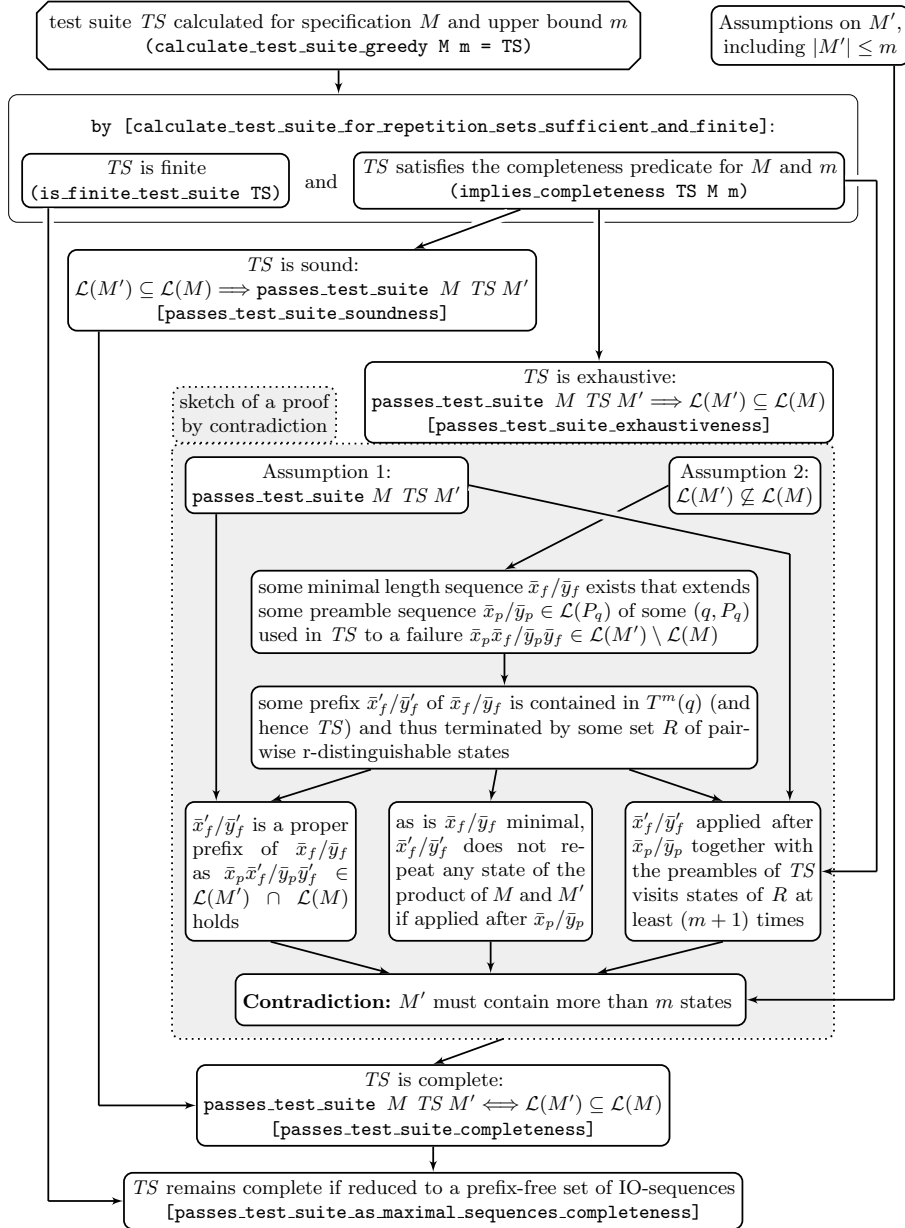 test suite TS calculated for specification M and upper bound m
(calculate_test_suite_greedy M m = TS)
Assumptions on M′,
including |M′| ≤ m
by [calculate_test_suite_for_repetition_sets_sufficient_and_finite]:
TS is finite
(is_finite_test_suite TS)
and
TS satisfies the completeness predicate for M and m
(implies_completeness TS M m)
TS is sound:
ℒ(M′) ⊆ ℒ(M) ⟹ passes_test_suite M TS M′
[passes_test_suite_soundness]
TS is exhaustive:
passes_test_suite M TS M′ ⟹ ℒ(M′) ⊆ ℒ(M)
[passes_test_suite_exhaustiveness]
sketch of a proof
by contradiction
Assumption 1:
passes_test_suite M TS M′
Assumption 2:
ℒ(M′) ⊈ ℒ(M)
some minimal length sequence x̄_f/ȳ_f exists that extends
some preamble sequence x̄_p/ȳ_p ∈ ℒ(P_q) of some (q, P_q)
used in TS to a failure x̄_p x̄_f/ȳ_p ȳ_f ∈ ℒ(M′) \ ℒ(M)
some prefix x̄′_f/ȳ′_f of x̄_f/ȳ_f is contained in T^m(q) (and
hence TS) and thus terminated by some set R of pair-
wise r-distinguishable states
x̄′_f/ȳ′_f is a proper
prefix of x̄_f/ȳ_f
as x̄_p x̄′_f/ȳ_p ȳ′_f ∈
ℒ(M′) ∩ ℒ(M)
holds
as is x̄_f/ȳ_f minimal,
x̄′_f/ȳ′_f does not re-
peat any state of the
product of M and M′
if applied after x̄_p/ȳ_p
x̄′_f/ȳ′_f applied after
x̄_p/ȳ_p together with
the preambles of TS
visits states of R at
least (m + 1) times
Contradiction: M′ must contain more than m states
TS is complete:
passes_test_suite M TS M′ ⟺ ℒ(M′) ⊆ ℒ(M)
[passes_test_suite_completeness]
TS remains complete if reduced to a prefix-free set of IO-sequences
[passes_test_suite_as_maximal_sequences_completeness]